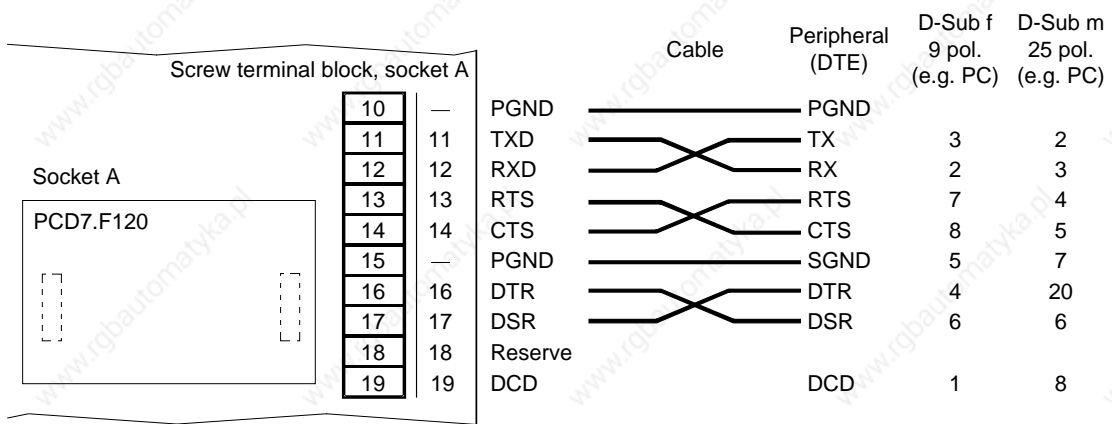 D-Sub f D-Sub m
Cable Peripheral 9 pol. 25 pol.
(DTE) (e.g. PC) (e.g. PC)
Screw terminal block, socket A
10 — PGND PGND
11 11 TXD TX 3 2
12 12 RXD RX 2 3
Socket A
13 13 RTS RTS 7 4
PCD7.F120
14 14 CTS CTS 8 5
15 — PGND SGND 5 7
16 16 DTR DTR 4 20
17 17 DSR DSR 6 6
18 18 Reserve
19 19 DCD DCD 1 8
www.rgbautomatyka.pl